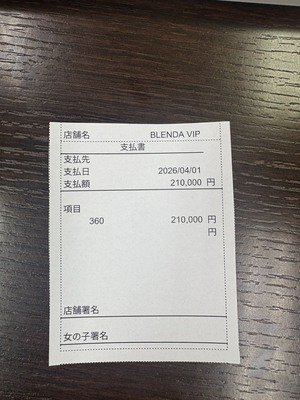 店舗名 BLENDA VIP
支払書
支払先
支払日 2026/04/01
支払額 210,000 円
項目
360 210,000 円
円
店舗署名
女の子署名